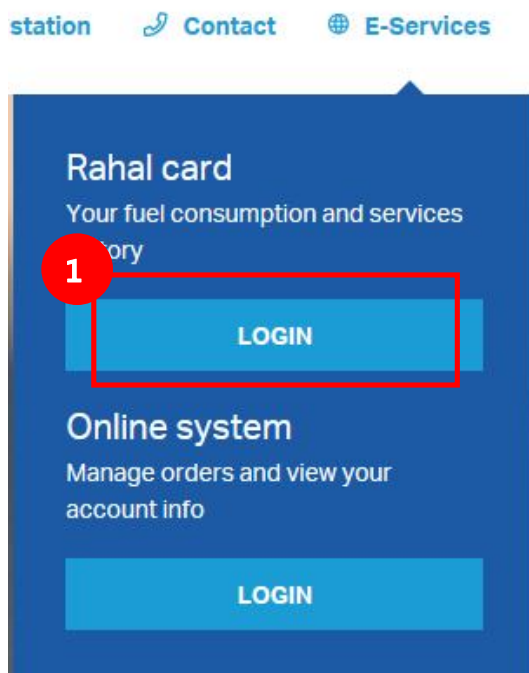 station Contact E-Services
Rahal card
Your fuel consumption and services
tory
1
LOGIN
Online system
Manage orders and view your
account info
LOGIN